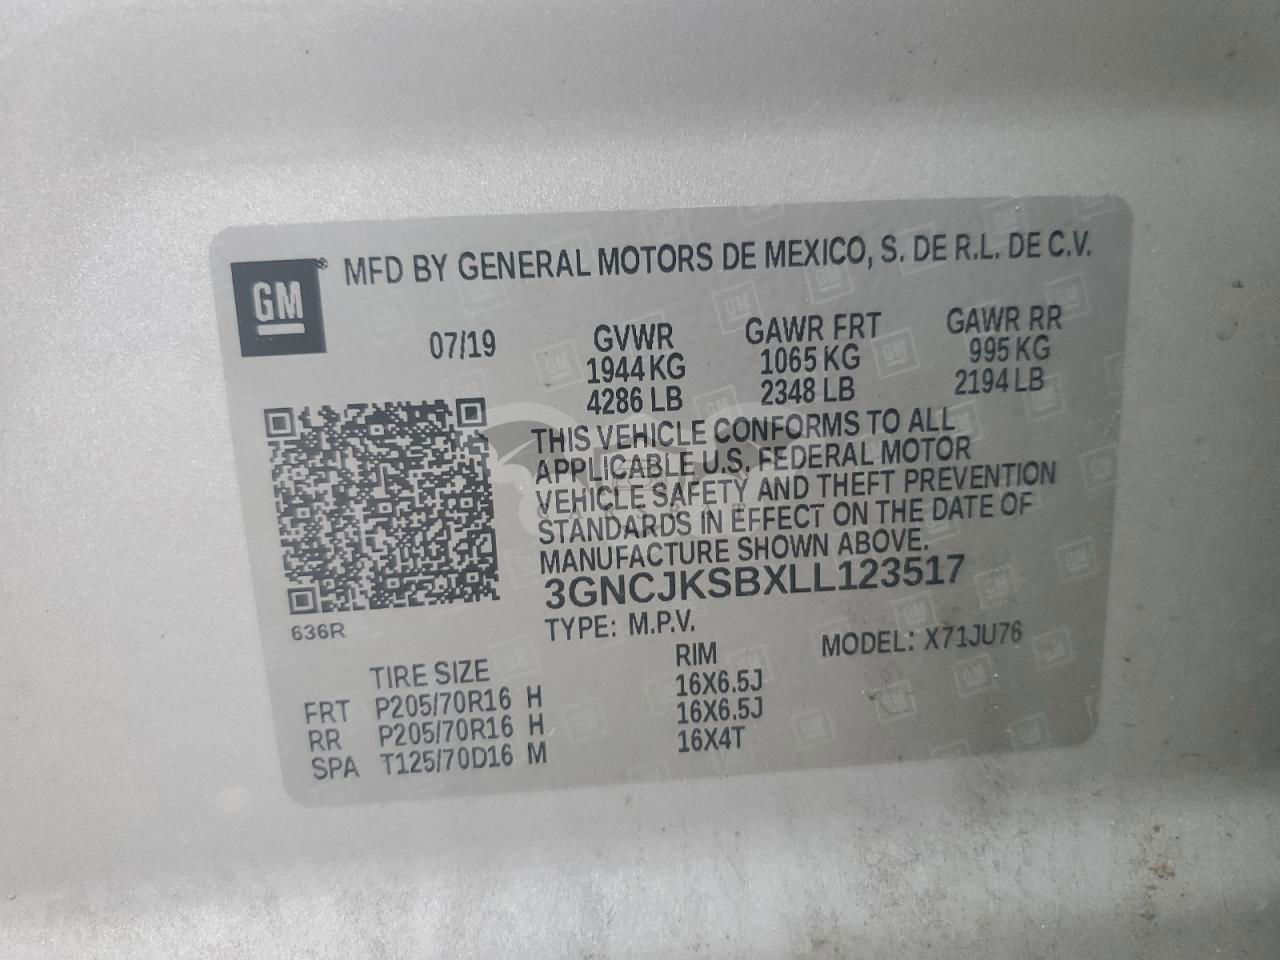 GM® MFD BY GENERAL MOTORS DE MEXICO, S. DE R.L. DE C.V.
07/19 GVWR GAWR FRT GAWR RR
1944 KG 1065 KG 995 KG
4286 LB 2348 LB 2194 LB
THIS VEHICLE CONFORMS TO ALL
APPLICABLE U.S. FEDERAL MOTOR
VEHICLE SAFETY AND THEFT PREVENTION
STANDARDS IN EFFECT ON THE DATE OF
MANUFACTURE SHOWN ABOVE.
3GNCJKSBXLL123517
636R
TYPE: M.P.V. MODEL: X71JU76
TIRE SIZE RIM
FRT P205/70R16 H 16X6.5J
RR P205/70R16 H 16X6.5J
SPA T125/70D16 M 16X4T